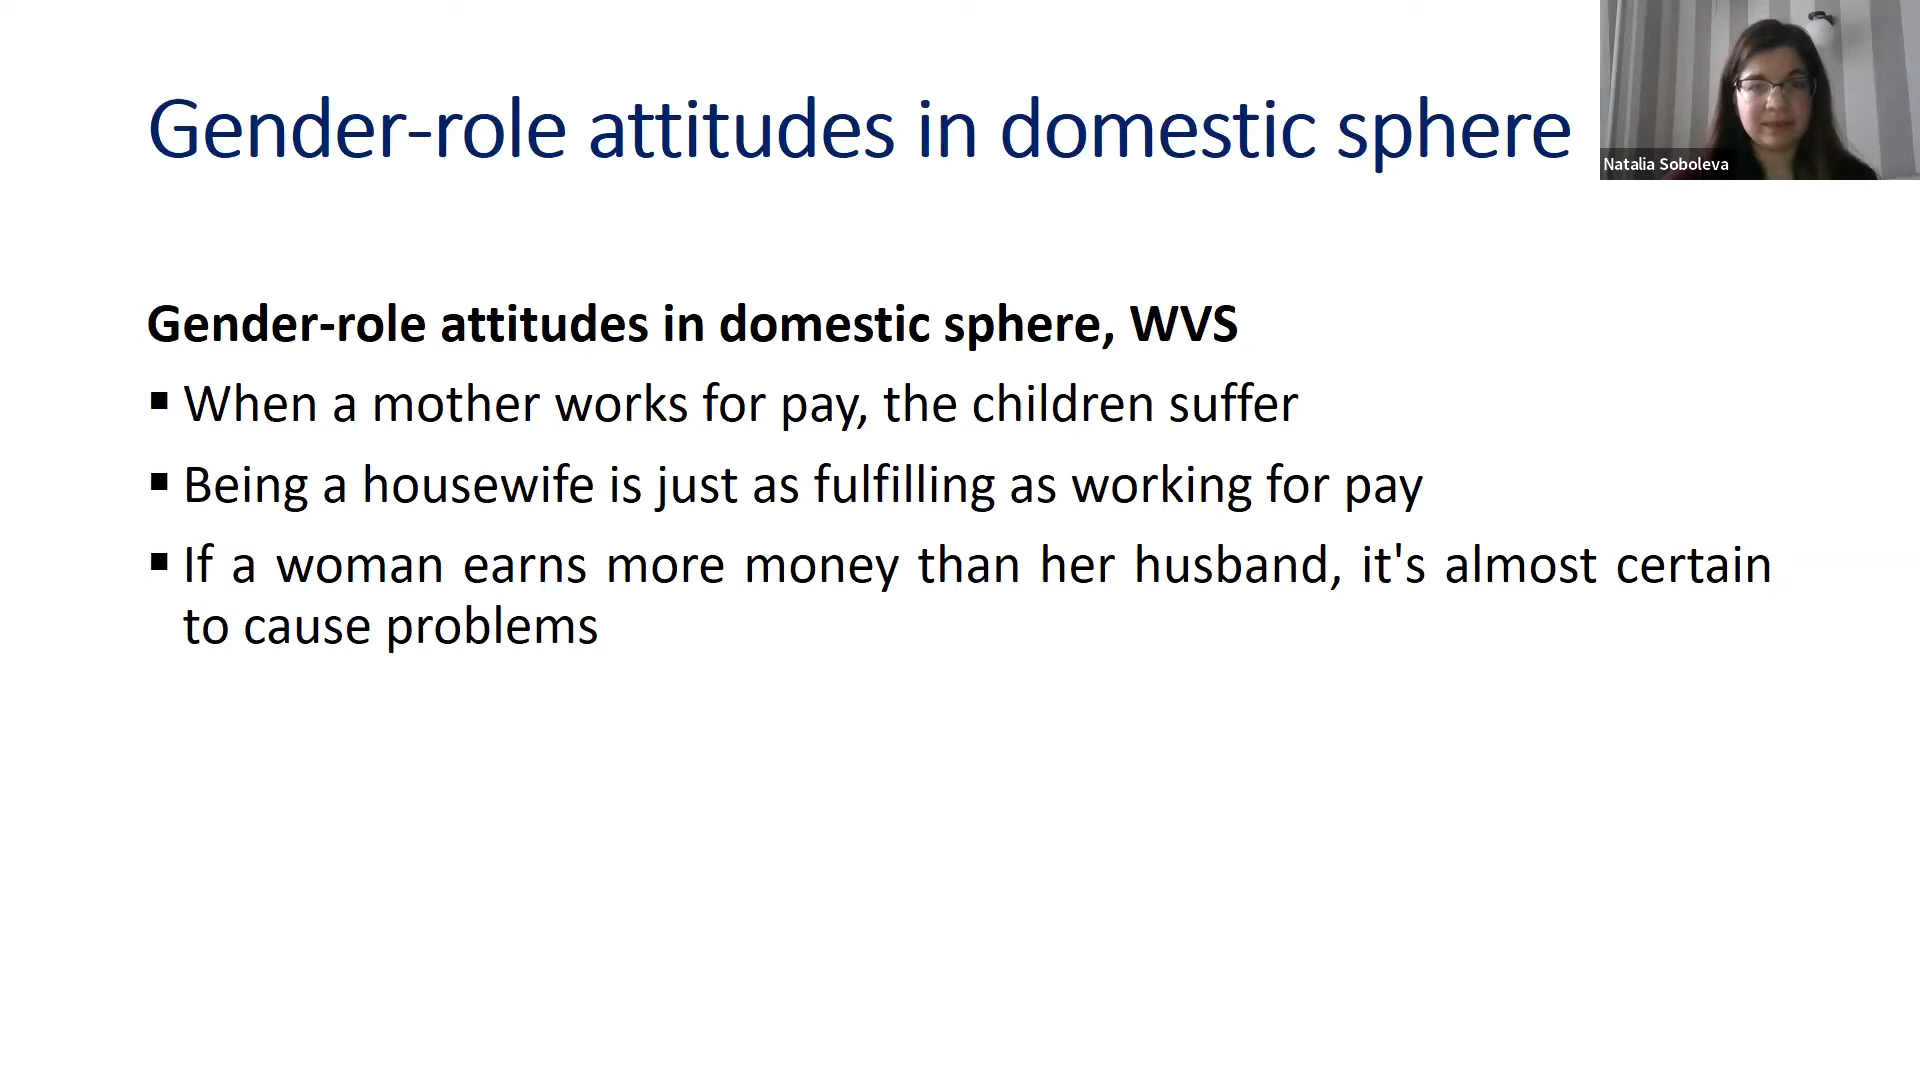 Gender-role attitudes in domestic sphere
Natalia Soboleva
Gender-role attitudes in domestic sphere, WVS
▪ When a mother works for pay, the children suffer
▪ Being a housewife is just as fulfilling as working for pay
▪ If a woman earns more money than her husband, it's almost certain
to cause problems